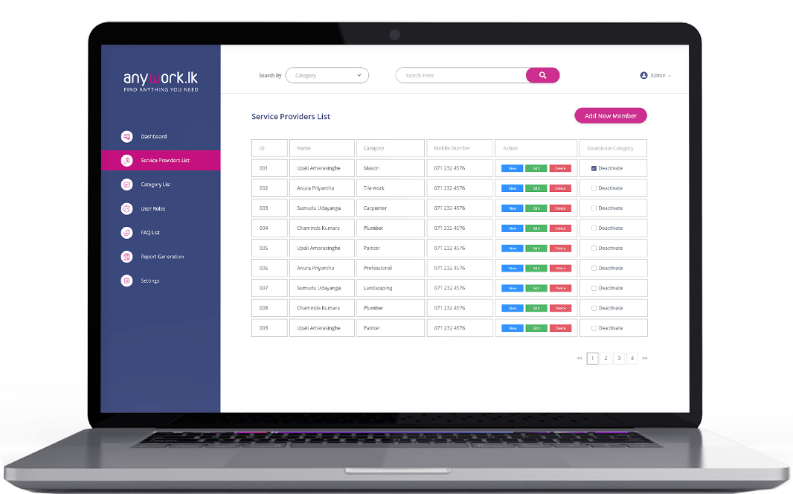 anywork.lk
FIND ANYTHING YOU NEED
Search By Category Search Here Admin
Dashboard
Service Providers List
Category List
User Roles
FAQ List
Report Generation
Settings
Service Providers List
Add New Member
ID Name Category Mobile Number Action Deactivate Category
001 Upali Amarasinghe Mason 071 232 4576 View Edit Delete Deactivate
002 Anura Priyantha Tile Work 071 232 4576 View Edit Delete Deactivate
003 Sumudu Udayanga Carpenter 071 232 4576 View Edit Delete Deactivate
004 Chaminda Kumara Plumber 071 232 4576 View Edit Delete Deactivate
005 Upali Amarasinghe Painter 071 232 4576 View Edit Delete Deactivate
006 Anura Priyantha Professional 071 232 4576 View Edit Delete Deactivate
007 Sumudu Udayanga Landscaping 071 232 4576 View Edit Delete Deactivate
008 Chaminda Kumara Plumber 071 232 4576 View Edit Delete Deactivate
009 Upali Amarasinghe Painter 071 232 4576 View Edit Delete Deactivate
<< 1 2 3 4 >>